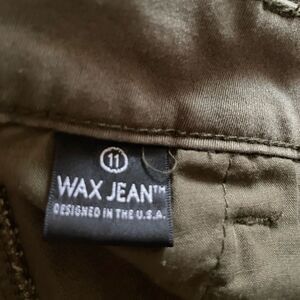 11
WAX JEAN™
DESIGNED IN THE U.S.A.